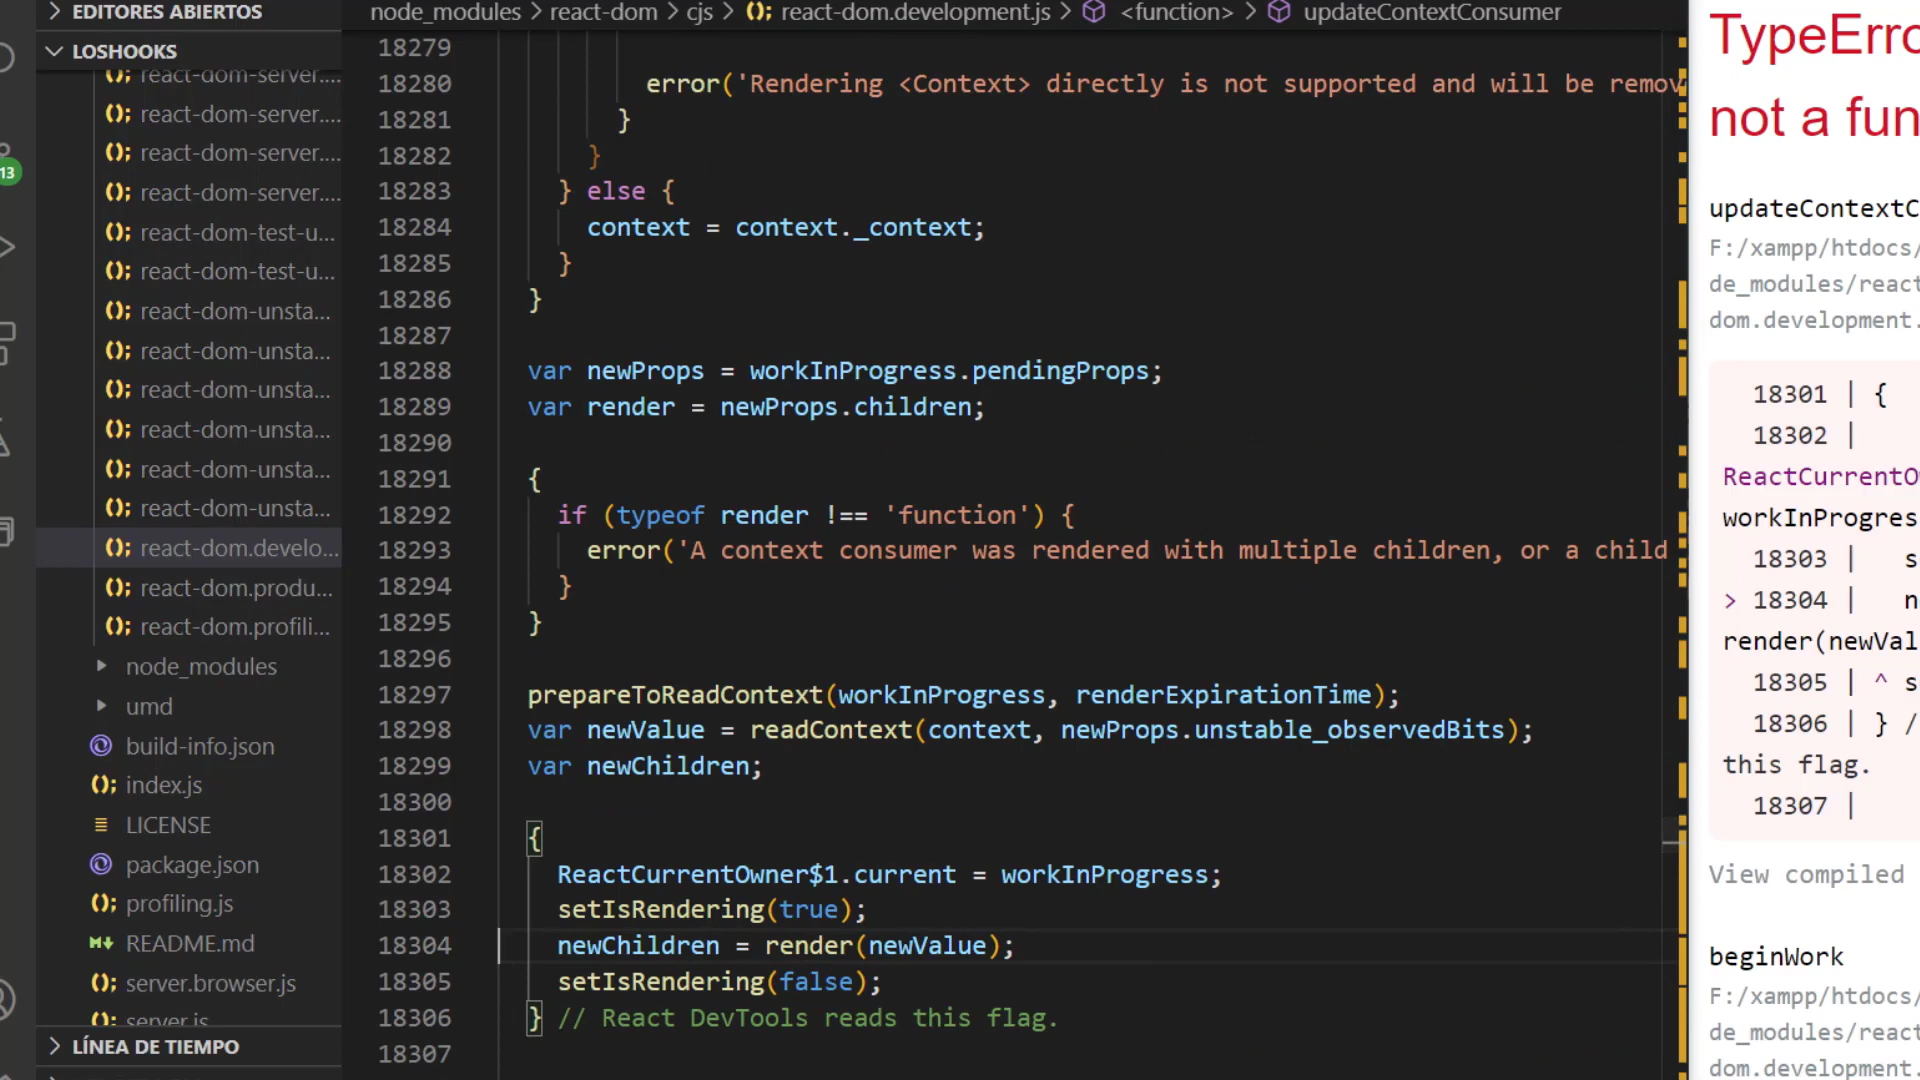 EDITORES ABIERTOS
LOSHOOKS
react-dom-server....
react-dom-server....
react-dom-server....
react-dom-server....
react-dom-test-u...
react-dom-test-u...
react-dom-unsta...
react-dom-unsta...
react-dom-unsta...
react-dom-unsta...
react-dom-unsta...
react-dom-unsta...
react-dom.develo...
react-dom.produ...
react-dom.profili...
node_modules
umd
build-info.json
index.js
LICENSE
package.json
profiling.js
README.md
server.browser.js
server.js
LÍNEA DE TIEMPO
13
node_modules > react-dom > cjs > react-dom.development.js > <function> > updateContextConsumer
18279
18280 error('Rendering <Context> directly is not supported and will be remov
18281 }
18282 }
18283 } else {
18284 context = context._context;
18285 }
18286 }
18287
18288 var newProps = workInProgress.pendingProps;
18289 var render = newProps.children;
18290
18291 {
18292 if (typeof render !== 'function') {
18293 error('A context consumer was rendered with multiple children, or a child
18294 }
18295 }
18296
18297 prepareToReadContext(workInProgress, renderExpirationTime);
18298 var newValue = readContext(context, newProps.unstable_observedBits);
18299 var newChildren;
18300
18301 {
18302 ReactCurrentOwner$1.current = workInProgress;
18303 setIsRendering(true);
18304 newChildren = render(newValue);
18305 setIsRendering(false);
18306 } // React DevTools reads this flag.
18307
TypeErro
not a fun
updateContextC
F:/xampp/htdocs/
de_modules/react
dom.development.
18301 | {
18302 |
ReactCurrentO
workInProgres
18303 | s
> 18304 | n
render(newVal
18305 | ^ s
18306 | } /
this flag.
18307 |
View compiled
beginWork
F:/xampp/htdocs/
de_modules/react
dom.development.